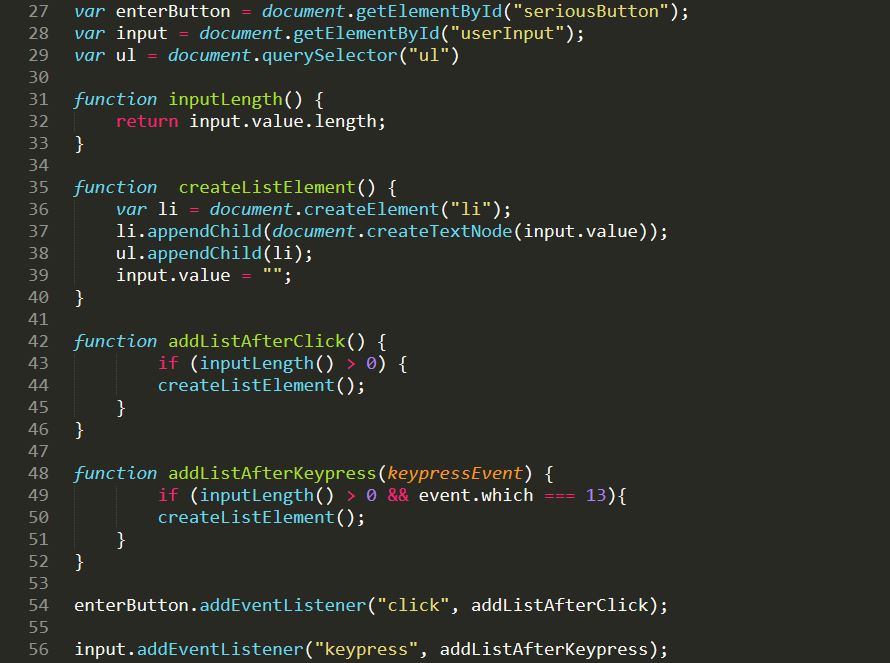 27 var enterButton = document.getElementById("seriousButton");
28 var input = document.getElementById("userInput");
29 var ul = document.querySelector("ul")
30
31 function inputLength() {
32     return input.value.length;
33 }
34
35 function  createListElement() {
36     var li = document.createElement("li");
37     li.appendChild(document.createTextNode(input.value));
38     ul.appendChild(li);
39     input.value = "";
40 }
41
42 function addListAfterClick() {
43         if (inputLength() > 0) {
44         createListElement();
45     }
46 }
47
48 function addListAfterKeypress(keypressEvent) {
49         if (inputLength() > 0 && event.which === 13){
50         createListElement();
51     }
52 }
53
54 enterButton.addEventListener("click", addListAfterClick);
55
56 input.addEventListener("keypress", addListAfterKeypress);